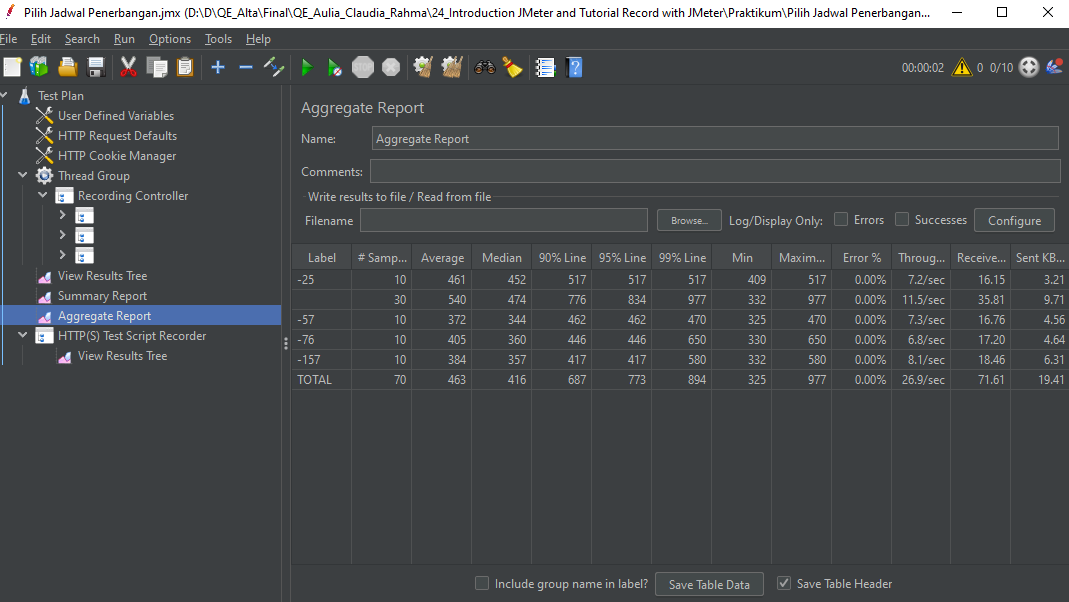 Pilih Jadwal Penerbangan.jmx (D:\D\QE_Alta\Final\QE_Aulia_Claudia_Rahma\24_Introduction JMeter and Tutorial Record with JMeter\Praktikum\Pilih Jadwal Penerbangan...
File Edit Search Run Options Tools Help
00:00:02 0 0/10
Test Plan
User Defined Variables
HTTP Request Defaults
HTTP Cookie Manager
Thread Group
Recording Controller
View Results Tree
Summary Report
Aggregate Report
HTTP(S) Test Script Recorder
View Results Tree
Aggregate Report
Name: Aggregate Report
Comments:
Write results to file / Read from file
Filename Browse... Log/Display Only: Errors Successes Configure
Label # Samp... Average Median 90% Line 95% Line 99% Line Min Maxim... Error % Throug... Receive... Sent KB...
-25 10 461 452 517 517 517 409 517 0.00% 7.2/sec 16.15 3.21
30 540 474 776 834 977 332 977 0.00% 11.5/sec 35.81 9.71
-57 10 372 344 462 462 470 325 470 0.00% 7.3/sec 16.76 4.56
-76 10 405 360 446 446 650 330 650 0.00% 6.8/sec 17.20 4.64
-157 10 384 357 417 417 580 332 580 0.00% 8.1/sec 18.46 6.31
TOTAL 70 463 416 687 773 894 325 977 0.00% 26.9/sec 71.61 19.41
Include group name in label? Save Table Data Save Table Header